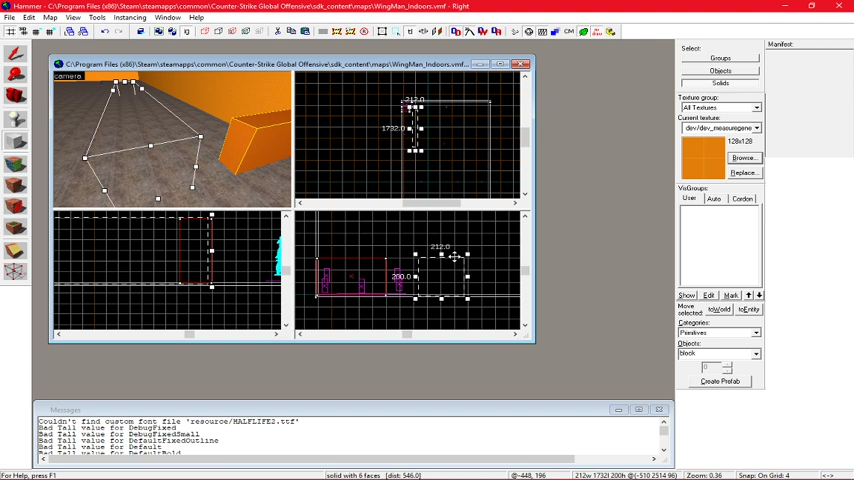 Hammer - C:\Program Files (x86)\Steam\steamapps\common\Counter-Strike Global Offensive\sdk_content\maps\WingMan_Indoors.vmf - Right
File Edit Map View Tools Instancing Window Help
C:\Program Files (x86)\Steam\steamapps\common\Counter-Strike Global Offensive\sdk_content\maps\WingMan_Indoors.vmf...
camera
212.0
1732.0
212.0
200.0
Select:
Groups
Objects
Solids
Texture group:
All Textures
Current texture:
dev/dev_measuregene
128x128
Browse...
Replace...
VisGroups:
User Auto Cordon
Show Edit Mark
Move
selected:
toWorld toEntity
Categories:
Primitives
Objects:
block
0
Create Prefab
Manifest:
Messages
Couldn't find custom font file 'resource/HALFLIFE2.ttf'
Bad Tall value for DebugFixed
Bad Tall value for DebugFixedSmall
Bad Tall value for DefaultFixedOutline
Bad Tall value for Default
Bad Tall value for DefaultBold
For Help, press F1
solid with 6 faces [dist: 546.0]
@-448, 196
212w 1732l 200h @(-510 2514 96)
Zoom: 0.36
Snap: On Grid: 4
<->